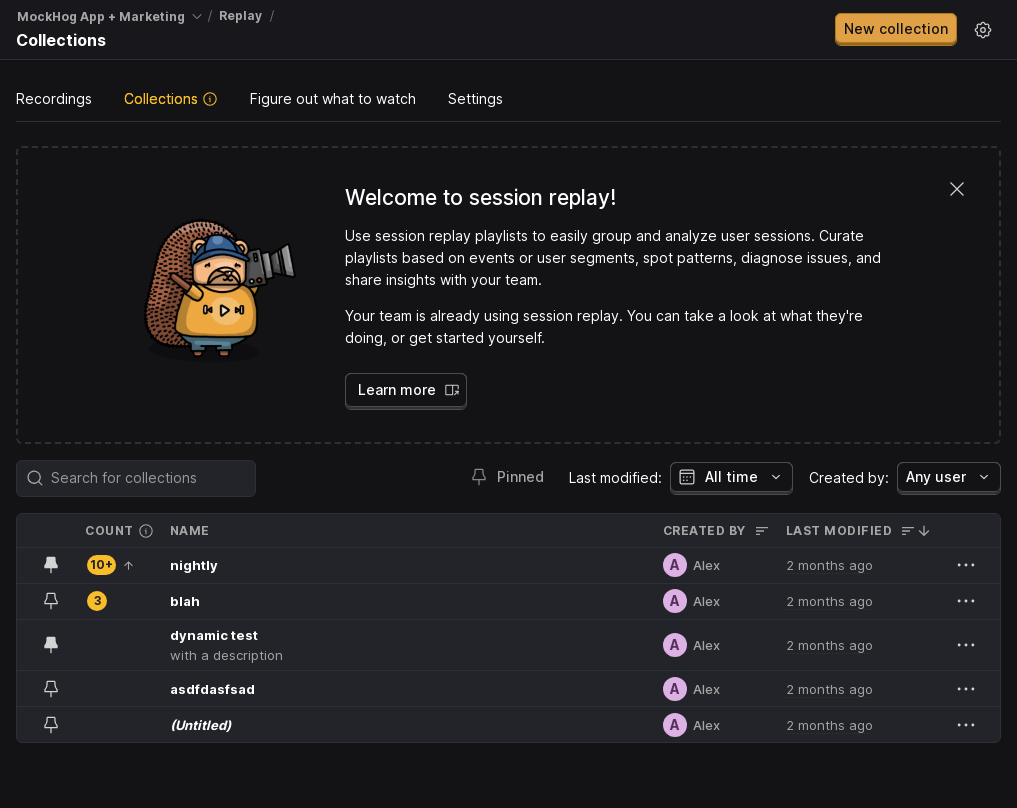 MockHog App + Marketing / Replay /
Collections
New collection
Recordings Collections Figure out what to watch Settings
Welcome to session replay!
Use session replay playlists to easily group and analyze user sessions. Curate
playlists based on events or user segments, spot patterns, diagnose issues, and
share insights with your team.
Your team is already using session replay. You can take a look at what they're
doing, or get started yourself.
Learn more
Search for collections Pinned Last modified: All time Created by: Any user
COUNT NAME CREATED BY LAST MODIFIED
10+ nightly A Alex 2 months ago
3 blah A Alex 2 months ago
dynamic test
with a description
A Alex 2 months ago
asdfdasfsad A Alex 2 months ago
(Untitled) A Alex 2 months ago